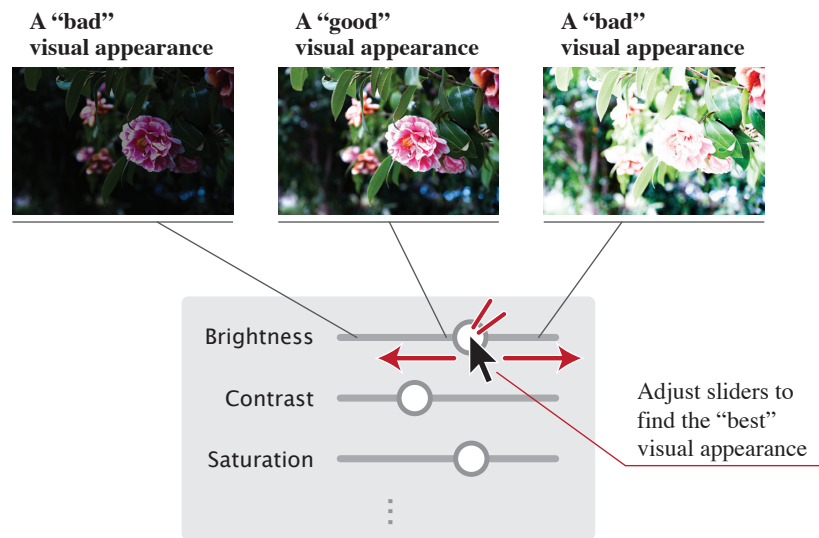 A “bad”
visual appearance
A “good”
visual appearance
A “bad”
visual appearance
Brightness
Contrast
Saturation
Adjust sliders to
find the “best”
visual appearance